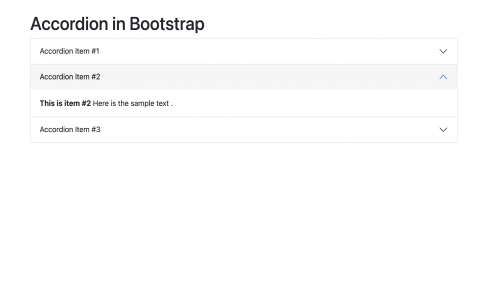 Accordion in Bootstrap
Accordion Item #1
Accordion Item #2
This is item #2 Here is the sample text .
Accordion Item #3